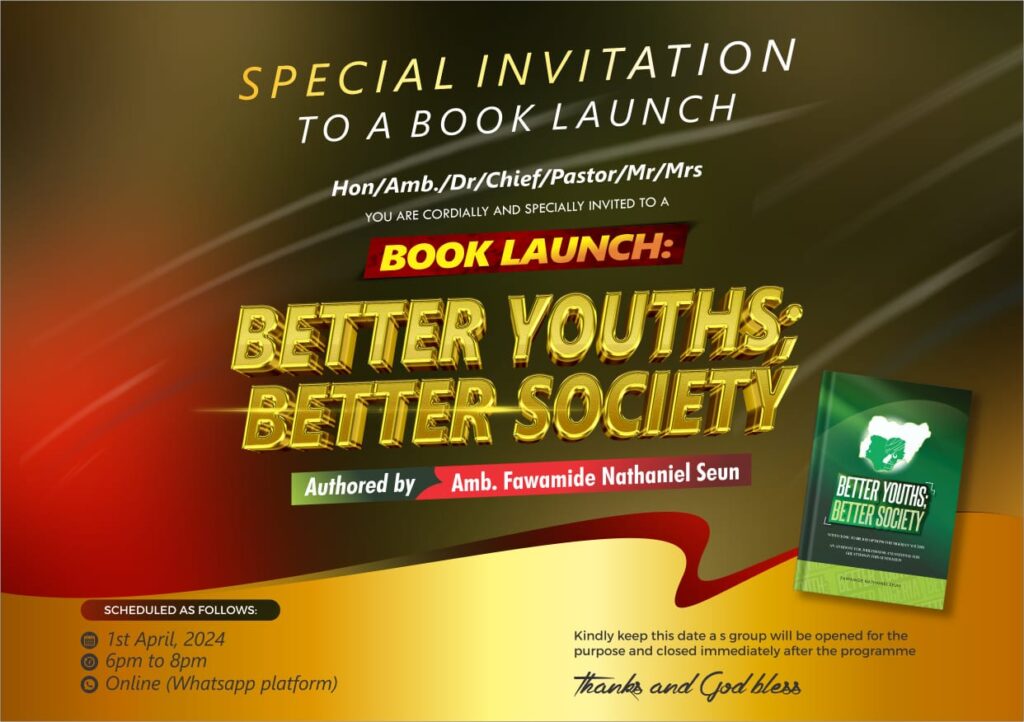 SPECIAL INVITATION
TO A BOOK LAUNCH
Hon/Amb./Dr/Chief/Pastor/Mr/Mrs
YOU ARE CORDIALLY AND SPECIALLY INVITED TO A
BOOK LAUNCH:
BETTER YOUTHS;
BETTER SOCIETY
Authored by Amb. Fawamide Nathaniel Seun
BETTER YOUTHS;
BETTER SOCIETY
FAWAMIDE NATHANIEL SEUN
SCHEDULED AS FOLLOWS:
1st April, 2024
6pm to 8pm
Online (Whatsapp platform)
Kindly keep this date a s group will be opened for the
purpose and closed immediately after the programme
Thanks and God bless